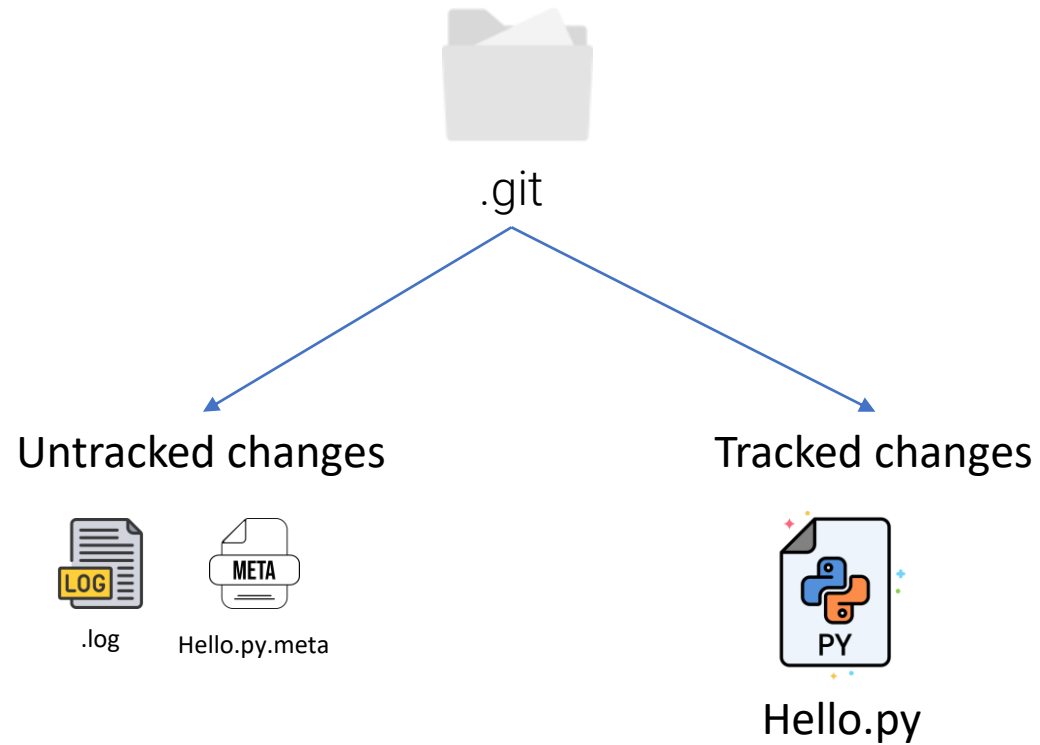 .git
Untracked changes
Tracked changes
LOG
META
PY
.log
Hello.py.meta
Hello.py